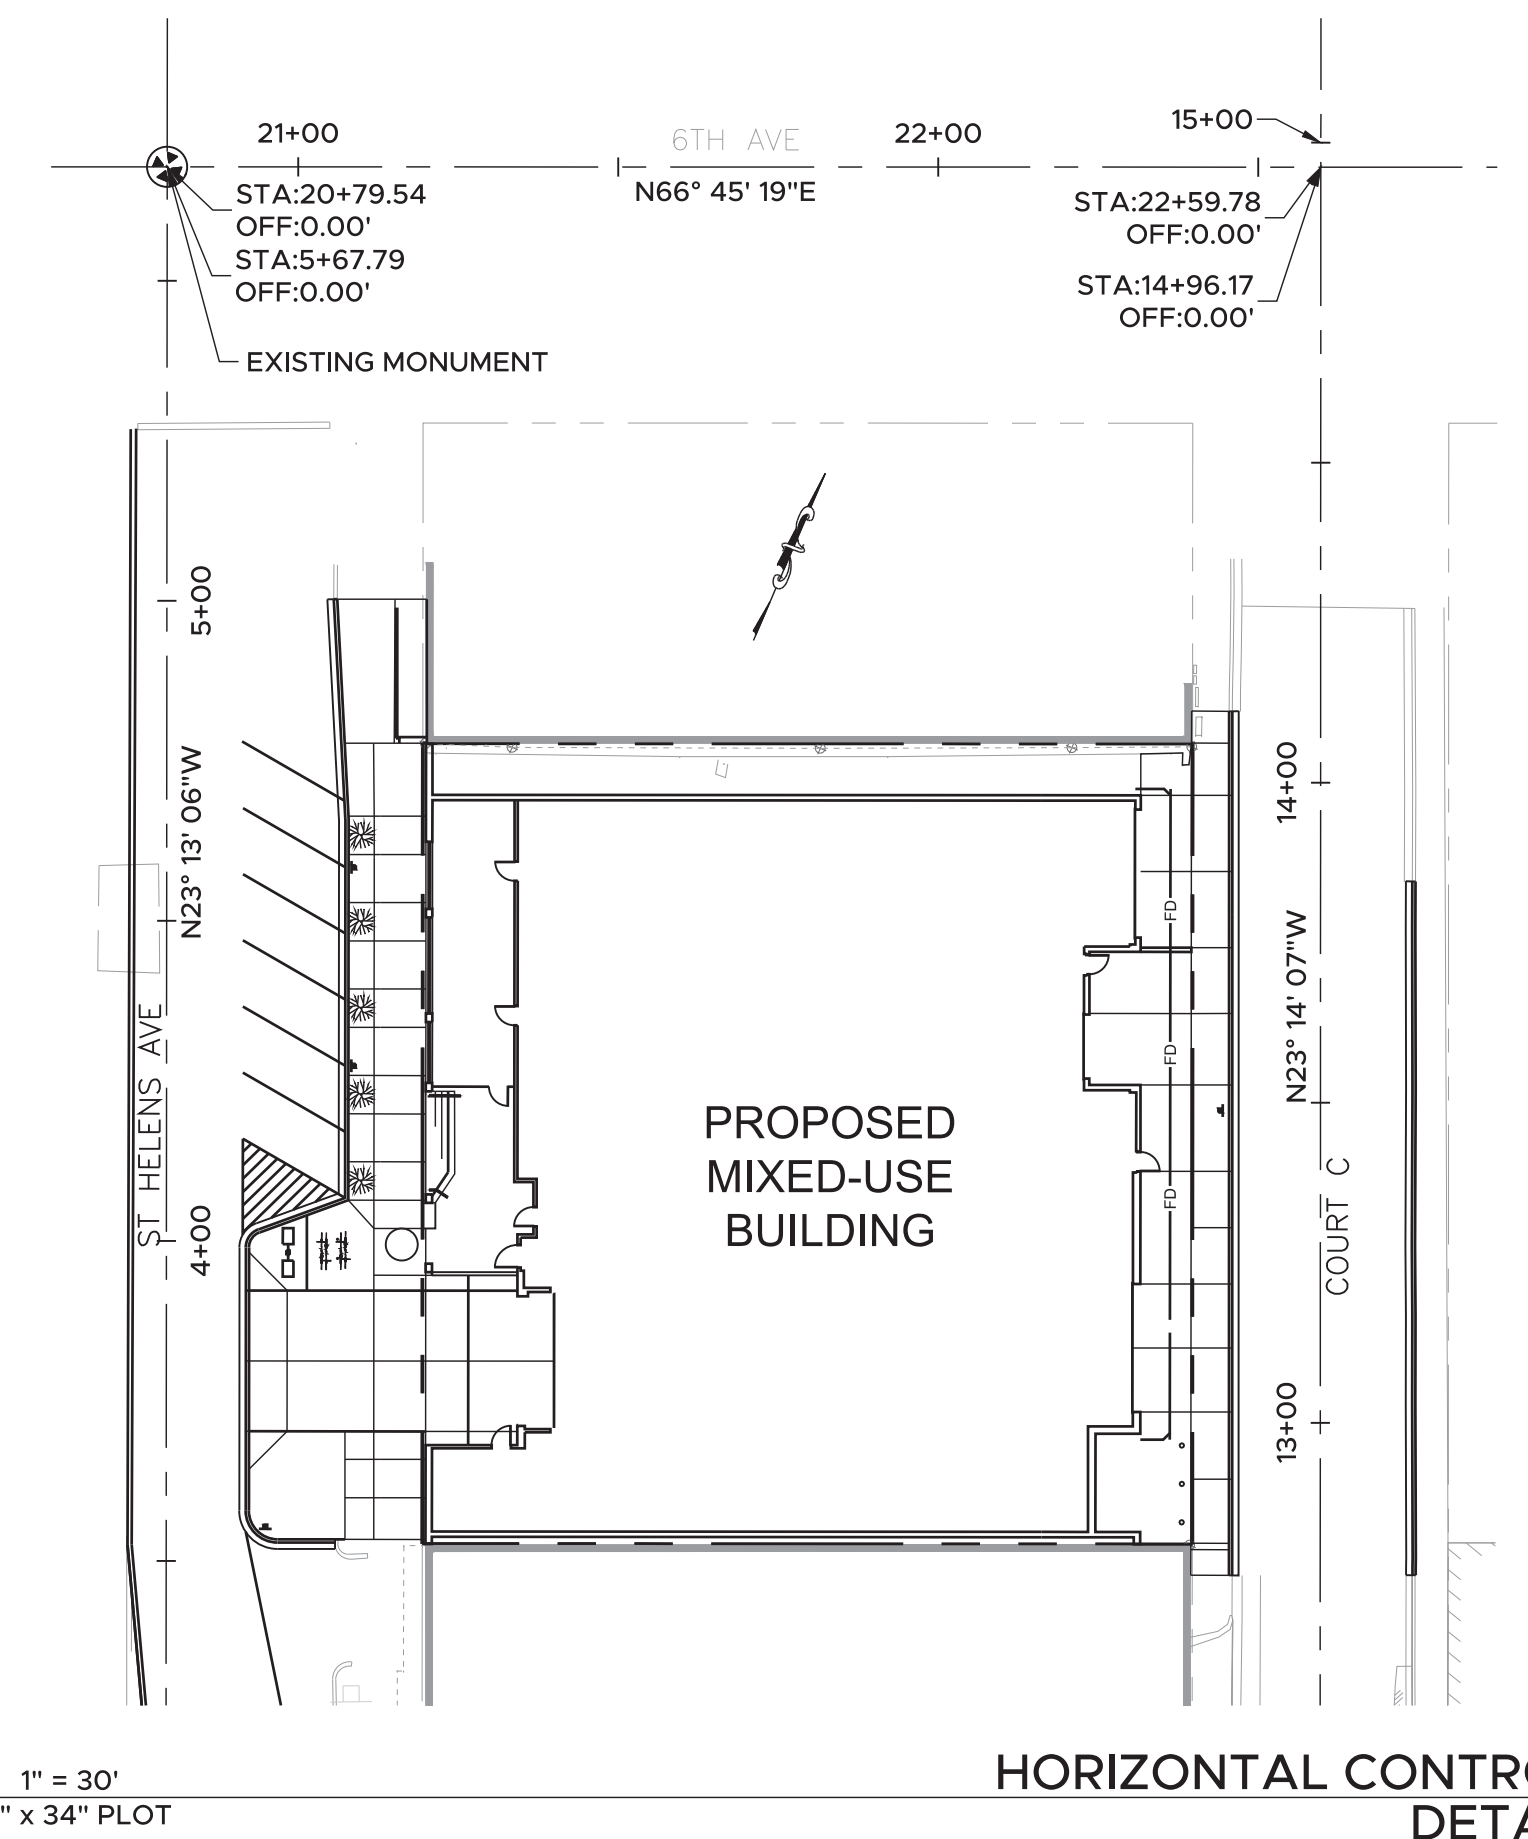 21+00
6TH AVE
22+00
15+00
N66° 45' 19"E
STA:20+79.54
OFF:0.00'
STA:5+67.79
OFF:0.00'
STA:22+59.78
OFF:0.00'
STA:14+96.17
OFF:0.00'
EXISTING MONUMENT
5+00
N23° 13' 06"W
ST HELENS AVE
4+00
14+00
N23° 14' 07"W
COURT C
13+00
FD
FD
FD
PROPOSED
MIXED-USE
BUILDING
1" = 30'
" x 34" PLOT
HORIZONTAL CONTRO
DETA